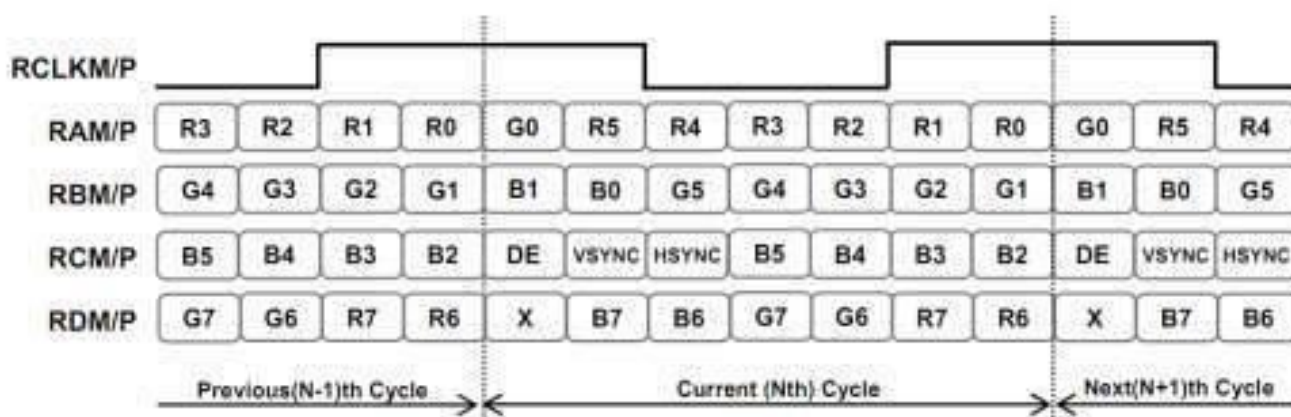 RCLKM/P
RAM/P R3 R2 R1 R0 G0 R5 R4 R3 R2 R1 R0 G0 R5 R4
RBM/P G4 G3 G2 G1 B1 B0 G5 G4 G3 G2 G1 B1 B0 G5
RCM/P B5 B4 B3 B2 DE VSYNC HSYNC B5 B4 B3 B2 DE VSYNC HSYNC
RDM/P G7 G6 R7 R6 X B7 B6 G7 G6 R7 R6 X B7 B6
Previous(N-1)th Cycle Current (Nth) Cycle Next(N+1)th Cycle